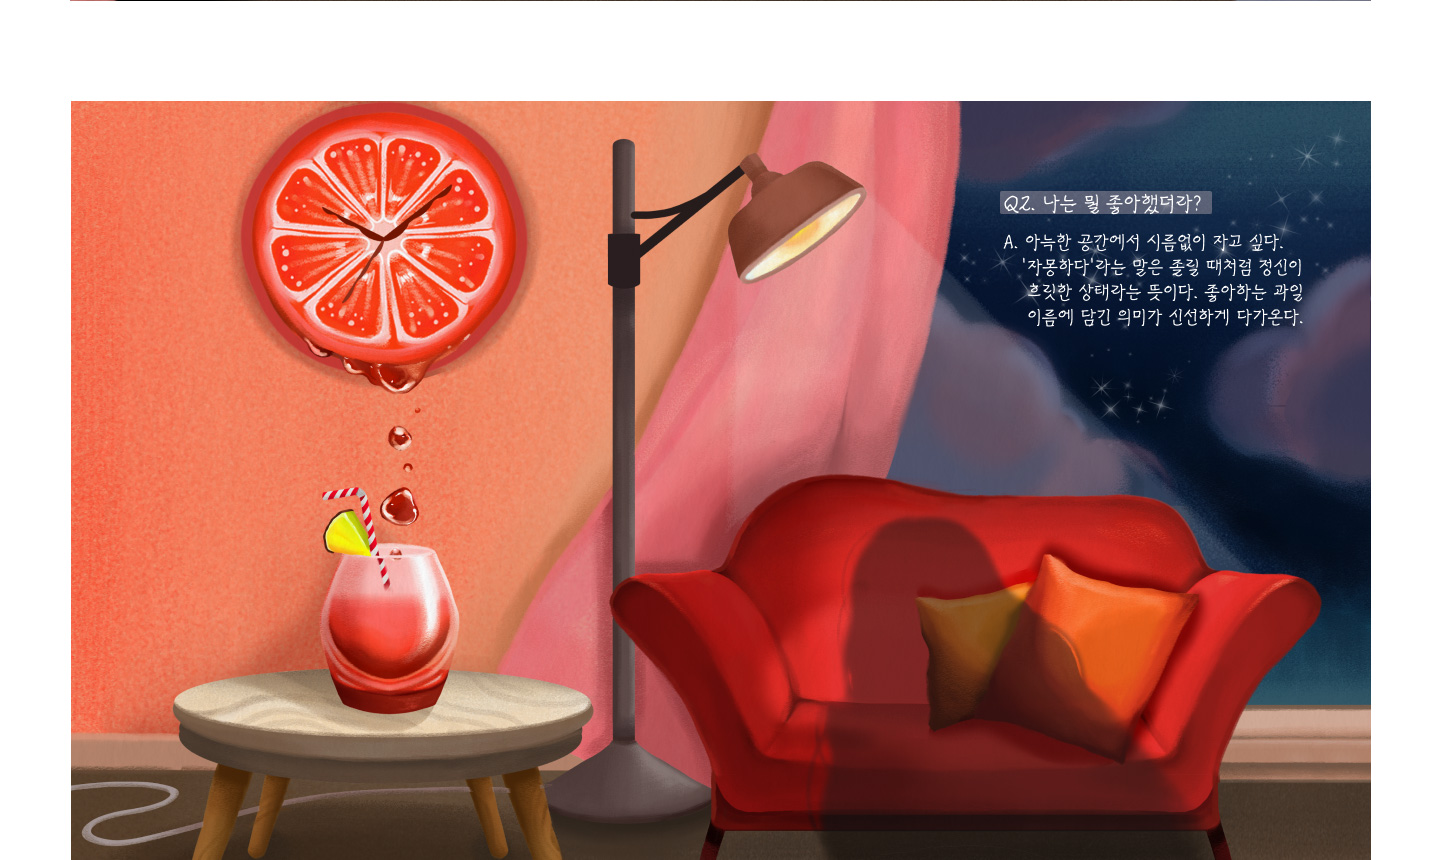 Q2. 나는 뭘 좋아했더라?
A. 아늑한 공간에서 시름없이 자고 싶다.
'자몽하다'라는 말은 졸릴 때처럼 정신이
흐릿한 상태라는 뜻이다. 좋아하는 과일
이름에 담긴 의미가 신선하게 다가온다.